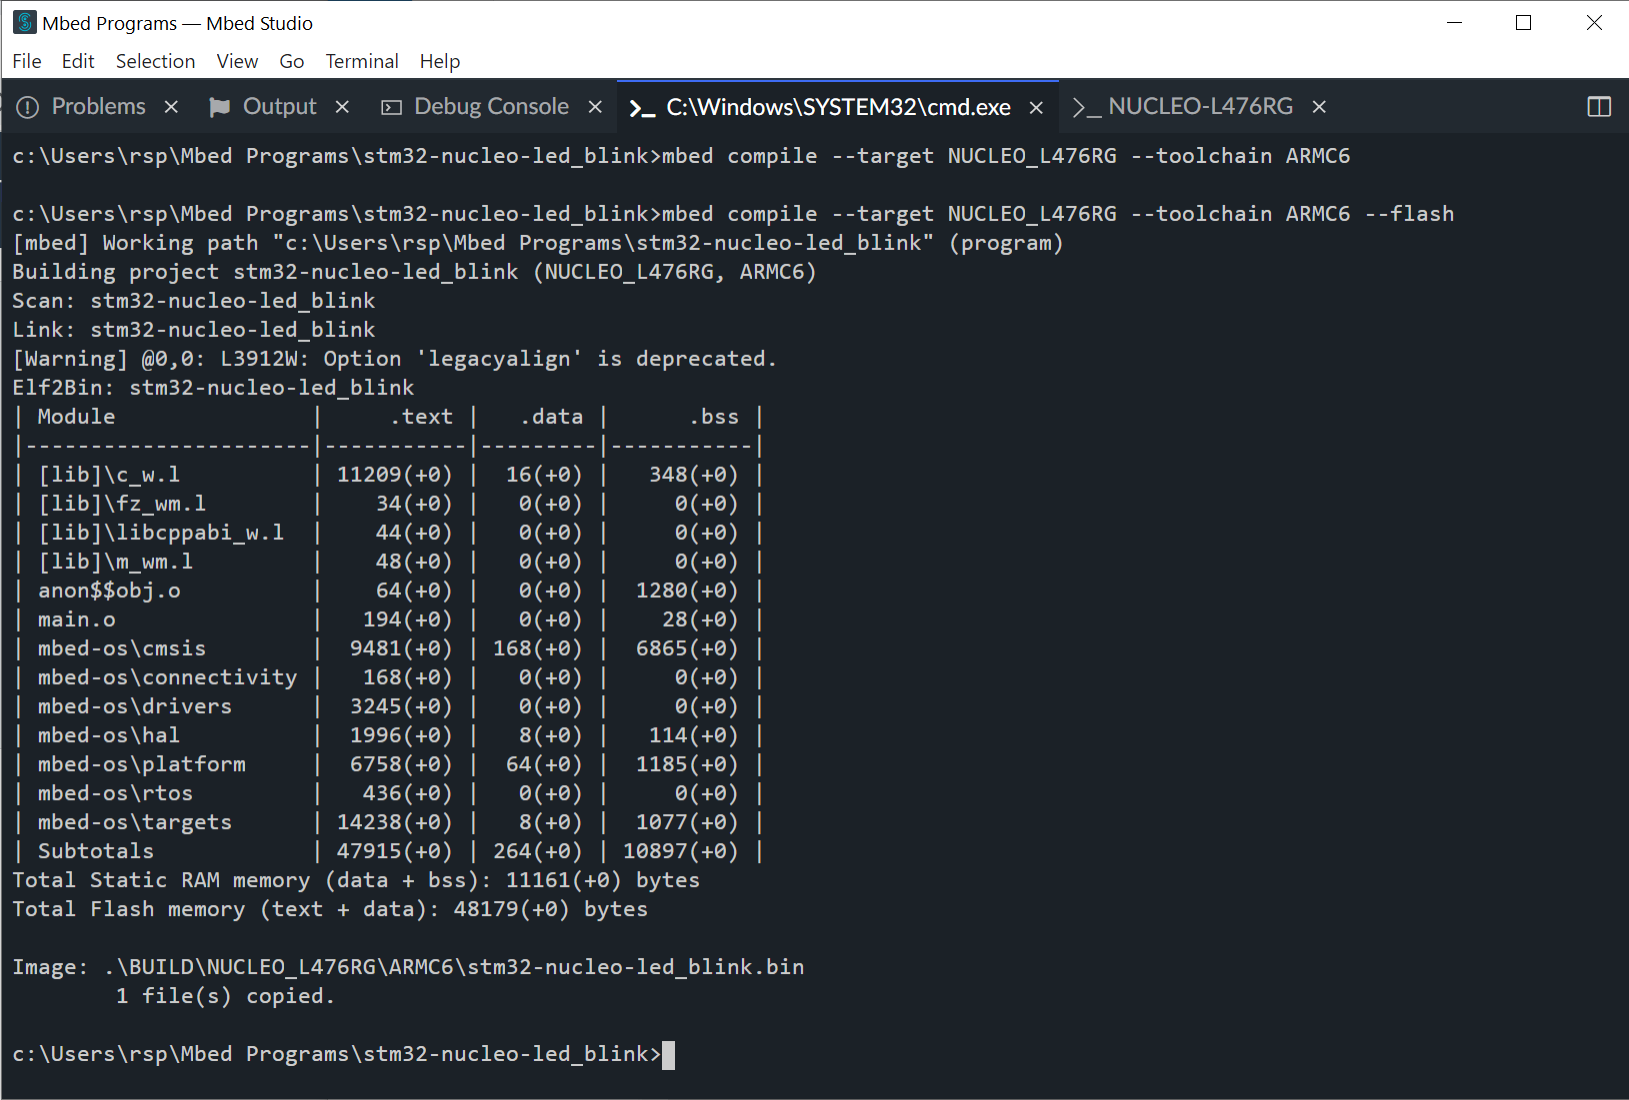 Mbed Programs — Mbed Studio
File Edit Selection View Go Terminal Help
Problems Output Debug Console C:\Windows\SYSTEM32\cmd.exe NUCLEO-L476RG
c:\Users\rsp\Mbed Programs\stm32-nucleo-led_blink>mbed compile --target NUCLEO_L476RG --toolchain ARMC6
c:\Users\rsp\Mbed Programs\stm32-nucleo-led_blink>mbed compile --target NUCLEO_L476RG --toolchain ARMC6 --flash
[mbed] Working path "c:\Users\rsp\Mbed Programs\stm32-nucleo-led_blink" (program)
Building project stm32-nucleo-led_blink (NUCLEO_L476RG, ARMC6)
Scan: stm32-nucleo-led_blink
Link: stm32-nucleo-led_blink
[Warning] @0,0: L3912W: Option 'legacyalign' is deprecated.
Elf2Bin: stm32-nucleo-led_blink
| Module               |     .text |   .data |      .bss |
|----------------------|-----------|---------|-----------|
| [lib]\c_w.l          | 11209(+0) |  16(+0) |   348(+0) |
| [lib]\fz_wm.l        |    34(+0) |   0(+0) |     0(+0) |
| [lib]\libcppabi_w.l  |    44(+0) |   0(+0) |     0(+0) |
| [lib]\m_wm.l         |    48(+0) |   0(+0) |     0(+0) |
| anon$$obj.o          |    64(+0) |   0(+0) |  1280(+0) |
| main.o               |   194(+0) |   0(+0) |    28(+0) |
| mbed-os\cmsis        |  9481(+0) | 168(+0) |  6865(+0) |
| mbed-os\connectivity |   168(+0) |   0(+0) |     0(+0) |
| mbed-os\drivers      |  3245(+0) |   0(+0) |     0(+0) |
| mbed-os\hal          |  1996(+0) |   8(+0) |   114(+0) |
| mbed-os\platform     |  6758(+0) |  64(+0) |  1185(+0) |
| mbed-os\rtos         |   436(+0) |   0(+0) |     0(+0) |
| mbed-os\targets      | 14238(+0) |   8(+0) |  1077(+0) |
| Subtotals            | 47915(+0) | 264(+0) | 10897(+0) |
Total Static RAM memory (data + bss): 11161(+0) bytes
Total Flash memory (text + data): 48179(+0) bytes
Image: .\BUILD\NUCLEO_L476RG\ARMC6\stm32-nucleo-led_blink.bin
1 file(s) copied.
c:\Users\rsp\Mbed Programs\stm32-nucleo-led_blink>